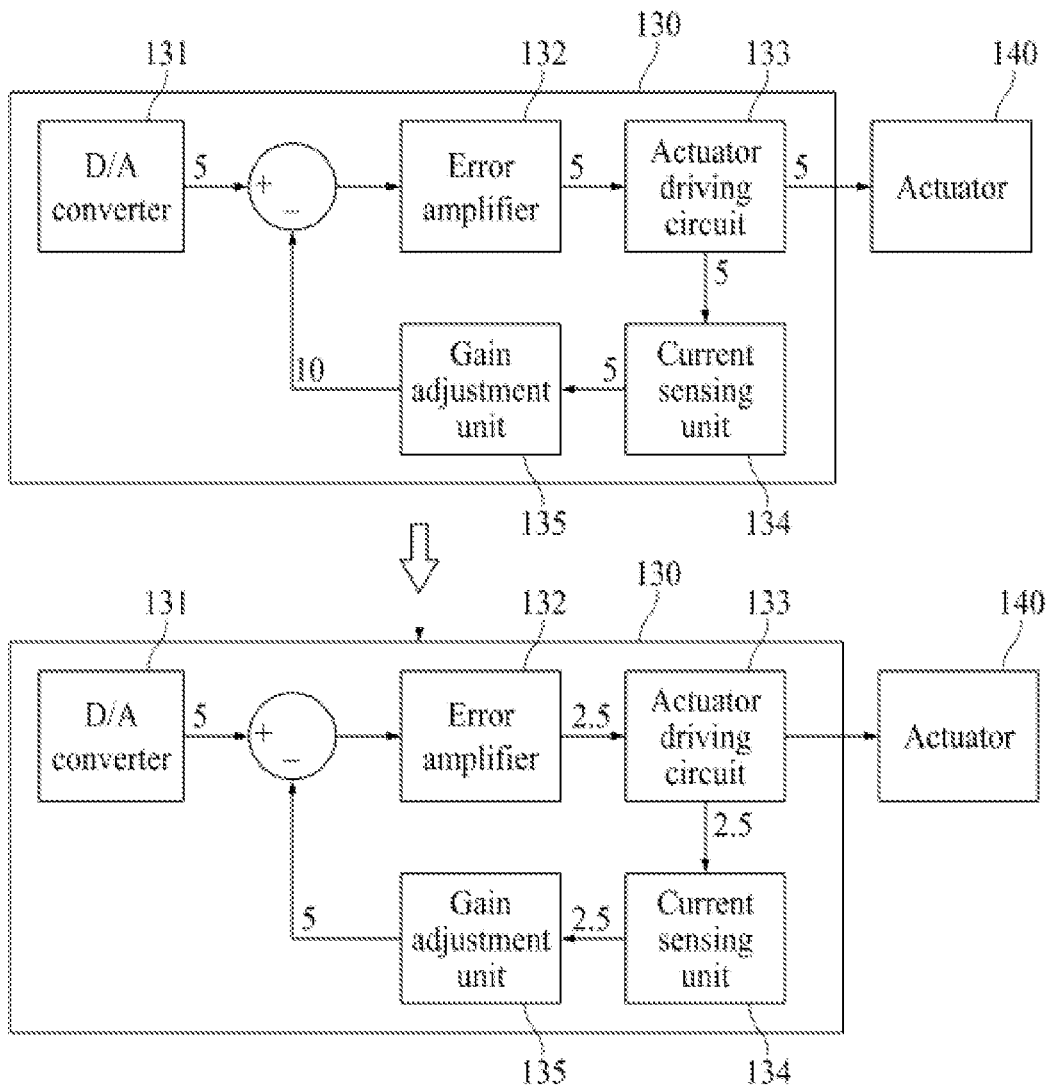 130
131
132
133
140
D/A
converter
5
+
−
Error
amplifier
5
Actuator
driving
circuit
5
Actuator
5
10
Gain
adjustment
unit
5
Current
sensing
unit
135
134
130
131
132
133
140
D/A
converter
5
+
−
Error
amplifier
2.5
Actuator
driving
circuit
Actuator
2.5
5
Gain
adjustment
unit
2.5
Current
sensing
unit
135
134